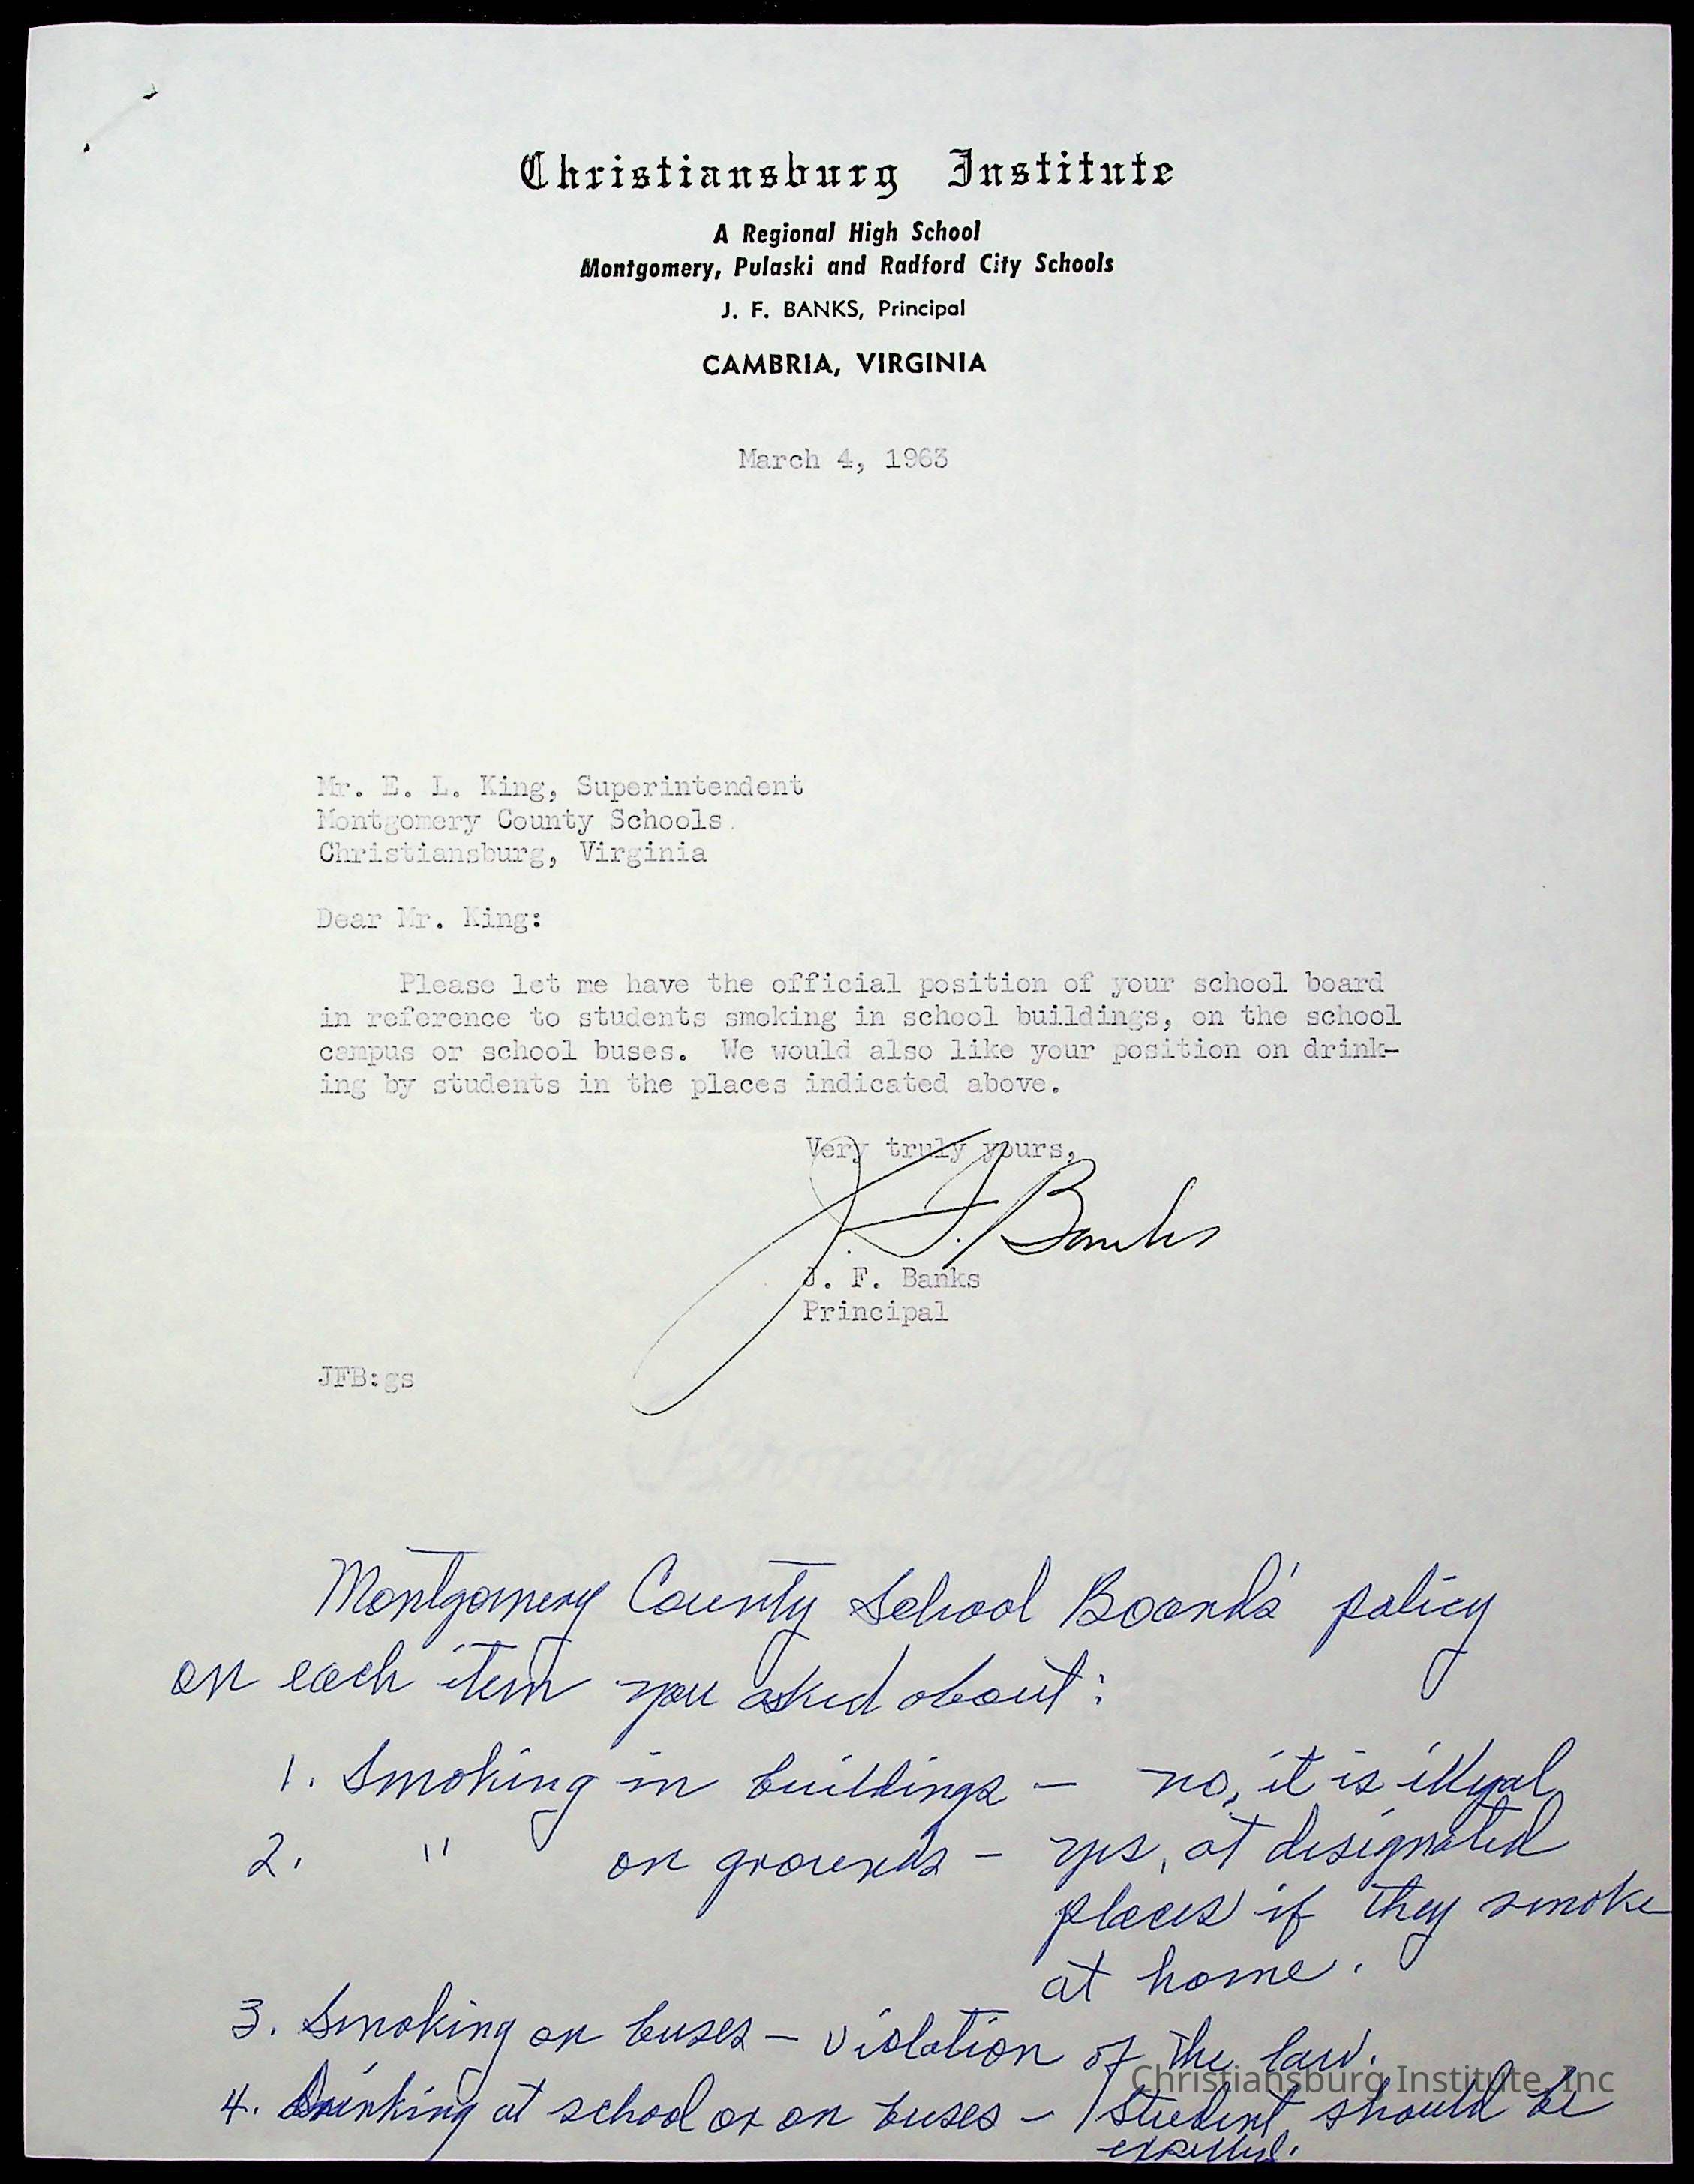 Christiansburg Institute
A Regional High School
Montgomery, Pulaski and Radford City Schools
J. F. BANKS, Principal
CAMBRIA, VIRGINIA
March 4, 1963
Mr. E. L. King, Superintendent
Montgomery County Schools
Christiansburg, Virginia
Dear Mr. King:
Please let me have the official position of your school board
in reference to students smoking in school buildings, on the school
campus or school buses. We would also like your position on drink-
ing by students in the places indicated above.
Very truly yours,
J. F. Banks
J. F. Banks
Principal
JFB:gs
Montgomery County School Boards' policy
on each item you asked about:
1. Smoking in buildings – no, it is illegal
2. " on grounds – yes, at designated
places if they smoke
at home.
3. Smoking on buses – violation of the law.
4. Drinking at school or on buses – Student should be
expelled.
Christiansburg Institute, Inc